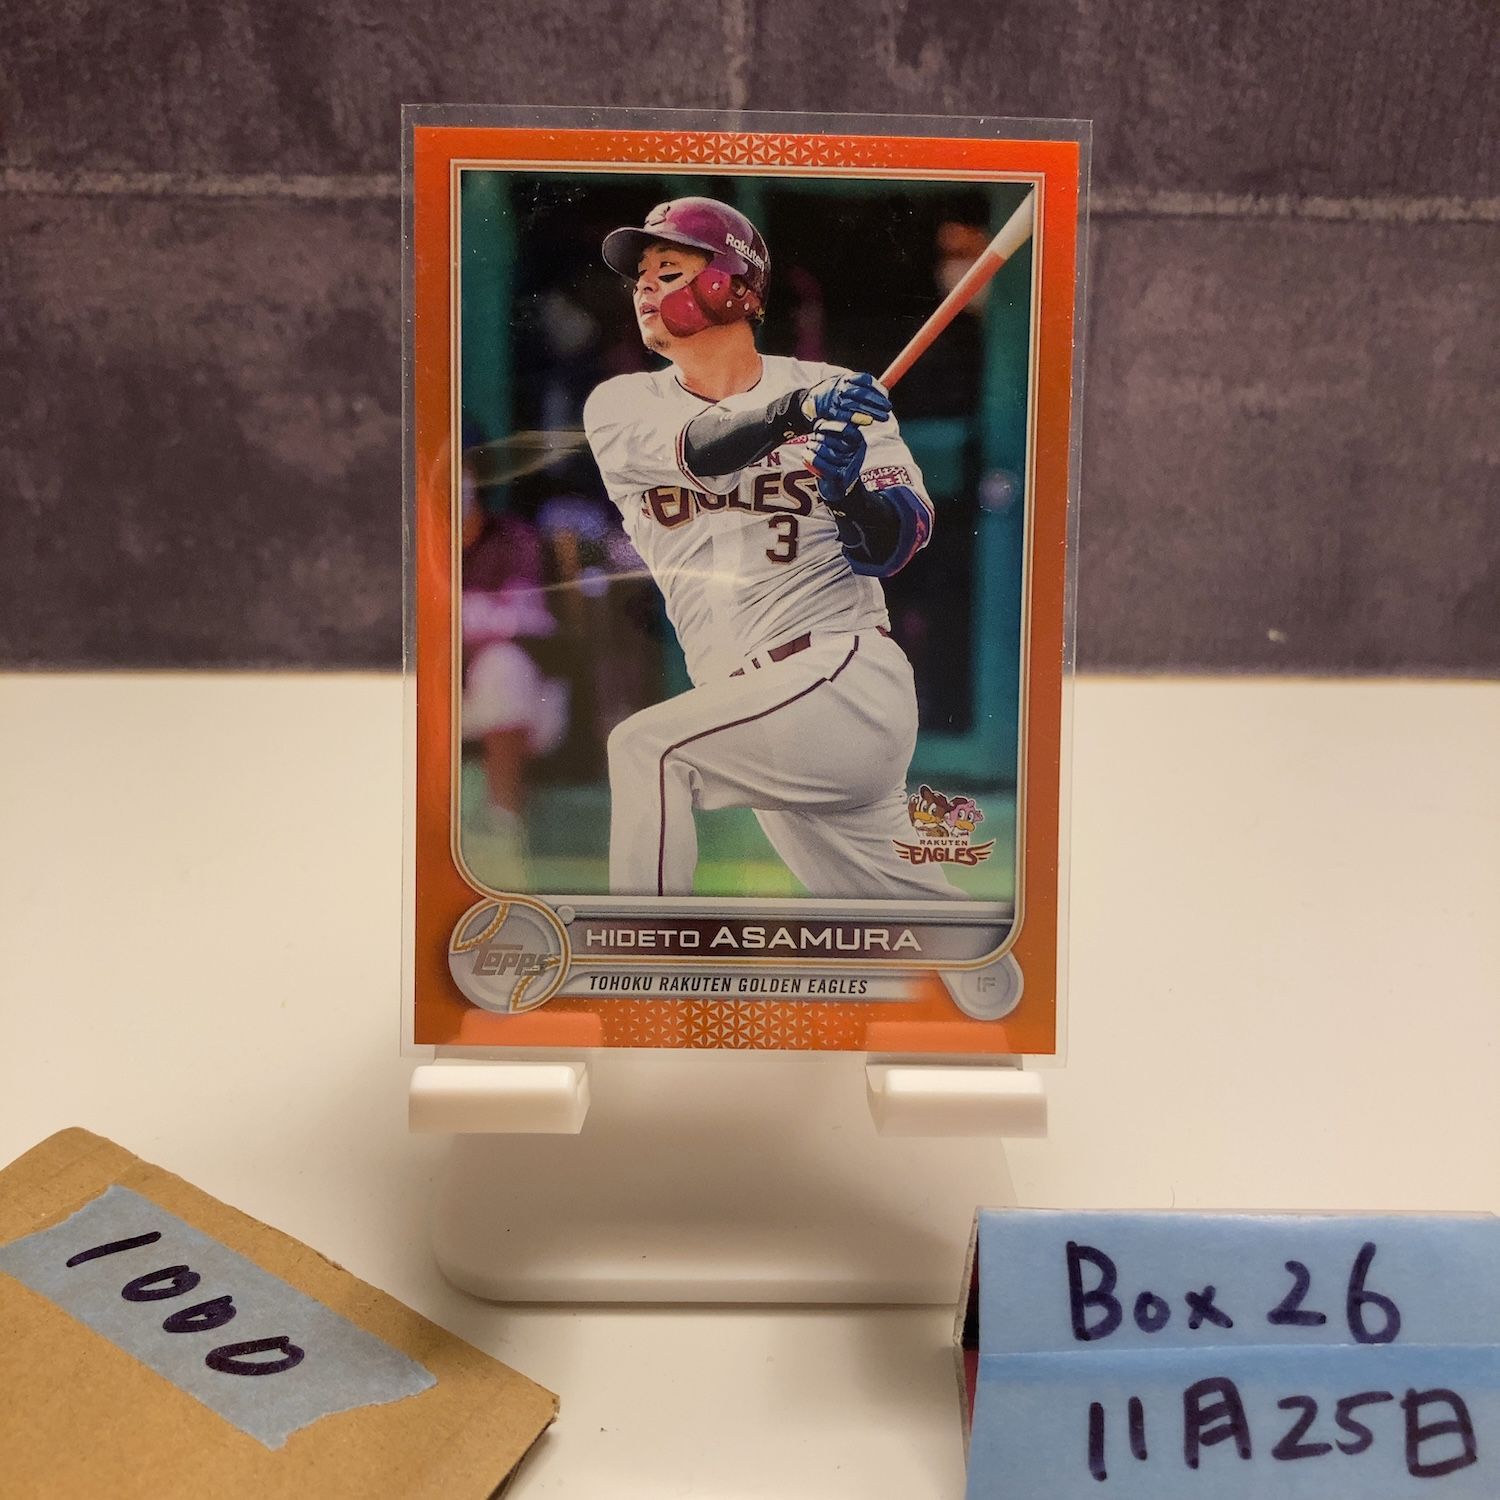 Rakuten
EAGLES
3
RAKUTEN
EAGLES
topps
HIDETO ASAMURA
TOHOKU RAKUTEN GOLDEN EAGLES
IF
1000
Box 26
11月25日